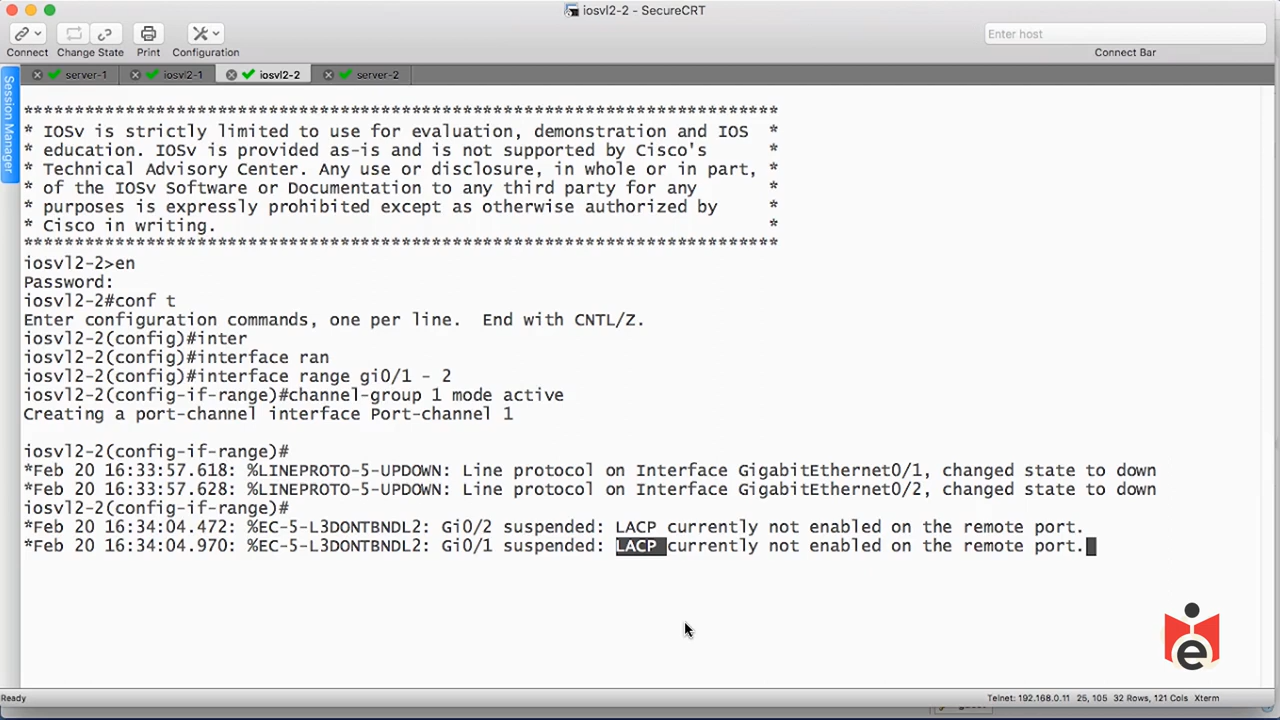 iosvl2-2 - SecureCRT
Enter host
Connect Change State Print Configuration Connect Bar
server-1 iosvl2-1 iosvl2-2 server-2
Session Manager
******************************************************************************
* IOSv is strictly limited to use for evaluation, demonstration and IOS *
* education. IOSv is provided as-is and is not supported by Cisco's *
* Technical Advisory Center. Any use or disclosure, in whole or in part, *
* of the IOSv Software or Documentation to any third party for any *
* purposes is expressly prohibited except as otherwise authorized by *
* Cisco in writing. *
******************************************************************************
iosvl2-2>en
Password:
iosvl2-2#conf t
Enter configuration commands, one per line. End with CNTL/Z.
iosvl2-2(config)#inter
iosvl2-2(config)#interface ran
iosvl2-2(config)#interface range gi0/1 - 2
iosvl2-2(config-if-range)#channel-group 1 mode active
Creating a port-channel interface Port-channel 1
iosvl2-2(config-if-range)#
*Feb 20 16:33:57.618: %LINEPROTO-5-UPDOWN: Line protocol on Interface GigabitEthernet0/1, changed state to down
*Feb 20 16:33:57.628: %LINEPROTO-5-UPDOWN: Line protocol on Interface GigabitEthernet0/2, changed state to down
iosvl2-2(config-if-range)#
*Feb 20 16:34:04.472: %EC-5-L3DONTBNDL2: Gi0/2 suspended: LACP currently not enabled on the remote port.
*Feb 20 16:34:04.970: %EC-5-L3DONTBNDL2: Gi0/1 suspended: LACP currently not enabled on the remote port.
e
Ready Telnet: 192.168.0.11 25, 105 32 Rows, 121 Cols Xterm